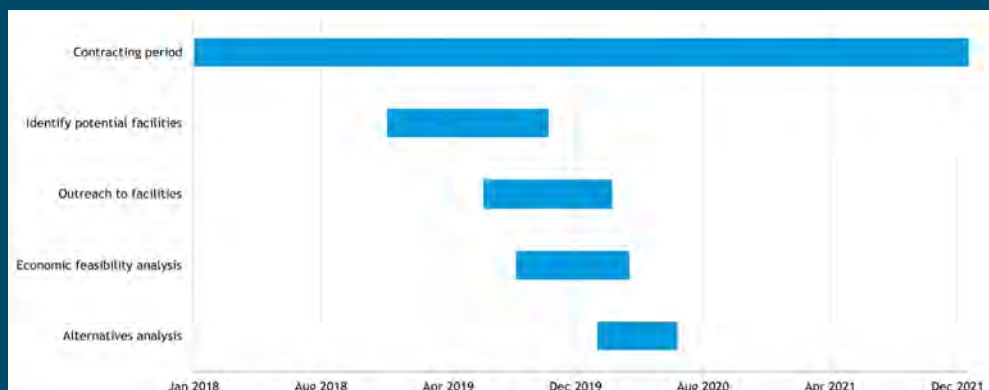 Contracting period
Identify potential facilities
Outreach to facilities
Economic feasibility analysis
Alternatives analysis
Jan 2018 Aug 2018 Apr 2019 Dec 2019 Aug 2020 Apr 2021 Dec 2021